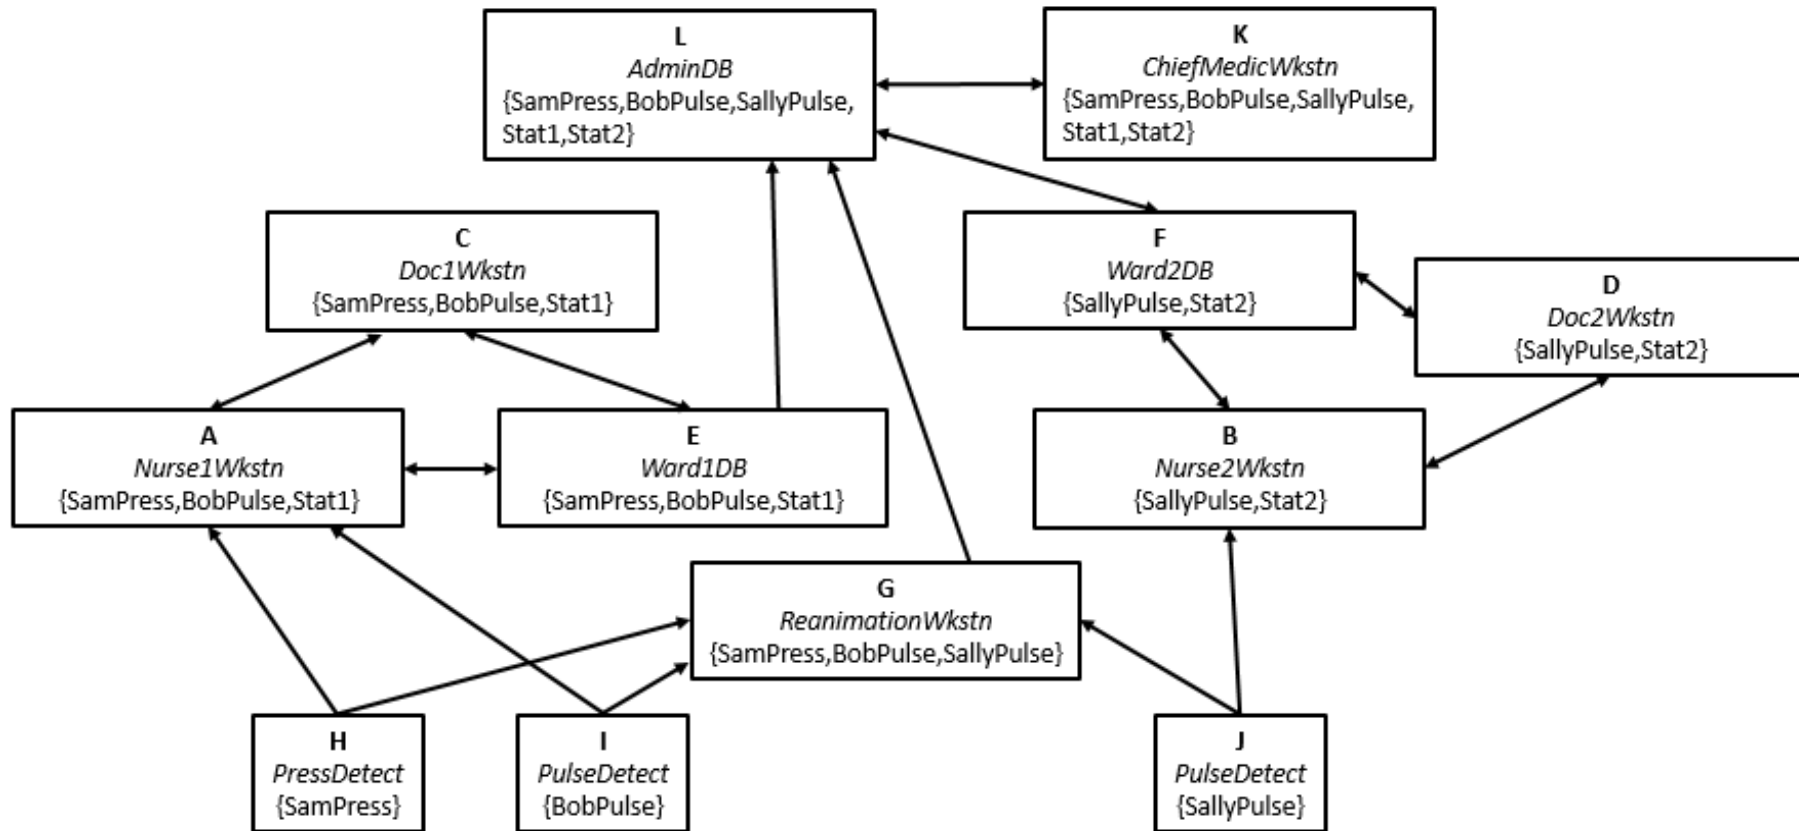 L
AdminDB
{SamPress,BobPulse,SallyPulse,
Stat1,Stat2}
K
ChiefMedicWkstn
{SamPress,BobPulse,SallyPulse,
Stat1,Stat2}
C
Doc1Wkstn
{SamPress,BobPulse,Stat1}
F
Ward2DB
{SallyPulse,Stat2}
D
Doc2Wkstn
{SallyPulse,Stat2}
A
Nurse1Wkstn
{SamPress,BobPulse,Stat1}
E
Ward1DB
{SamPress,BobPulse,Stat1}
B
Nurse2Wkstn
{SallyPulse,Stat2}
G
ReanimationWkstn
{SamPress,BobPulse,SallyPulse}
H
PressDetect
{SamPress}
I
PulseDetect
{BobPulse}
J
PulseDetect
{SallyPulse}